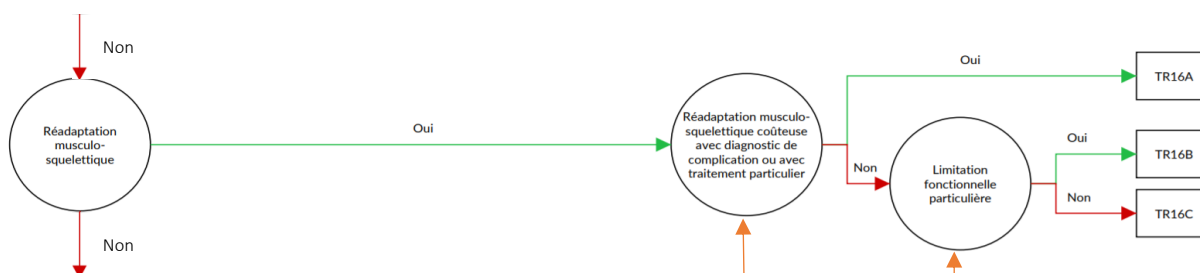 Non
Réadaptation
musculo-
squelettique
Oui
Réadaptation musculo-
squelettique coûteuse
avec diagnostic de
complication ou avec
traitement particulier
Oui
TR16A
Non
Limitation
fonctionnelle
particulière
Oui
TR16B
Non
TR16C
Non